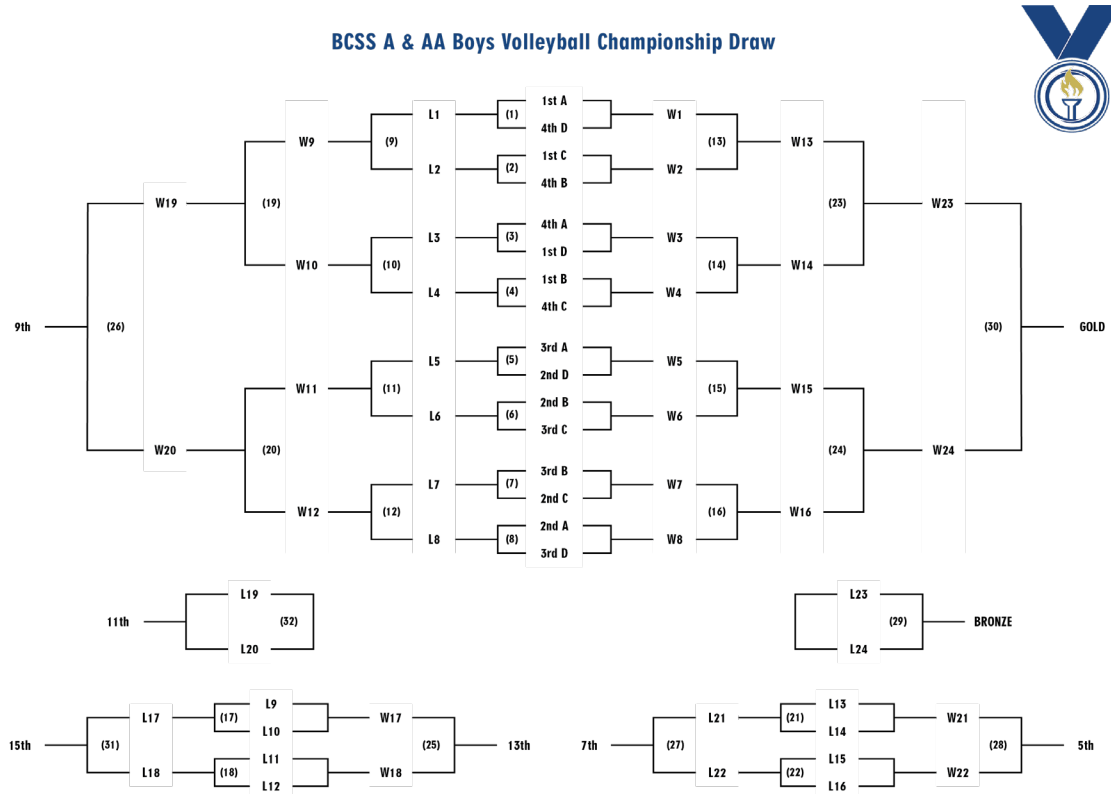 BCSS A & AA Boys Volleyball Championship Draw
1st A
L1 (1) W1
4th D
W9 (9) (13) W13
1st C
L2 (2) W2
4th B
W19 (19) (23) W23
4th A
L3 (3) W3
1st D
W10 (10) (14) W14
1st B
L4 (4) W4
4th C
9th (26) (30) GOLD
3rd A
L5 (5) W5
2nd D
W11 (11) (15) W15
2nd B
L6 (6) W6
3rd C
W20 (20) (24) W24
3rd B
L7 (7) W7
2nd C
W12 (12) (16) W16
2nd A
L8 (8) W8
3rd D
L19
11th (32)
L20
L23
(29) BRONZE
L24
L9
L17 (17) W17
L10
15th (31) (25) 13th
L11
L18 (18) W18
L12
L13
L21 (21) W21
L14
7th (27) (28) 5th
L15
L22 (22) W22
L16